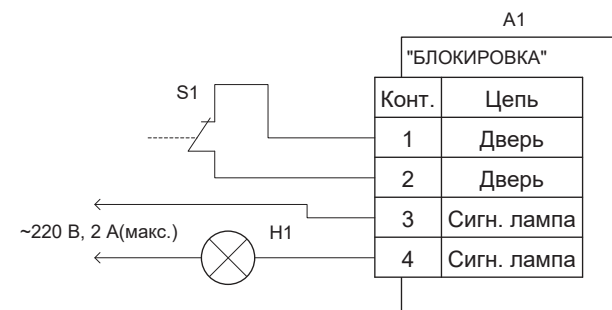 A1
"БЛОКИРОВКА"
S1
Конт. Цепь
1 Дверь
2 Дверь
3 Сигн. лампа
~220 В, 2 А(макс.) H1
4 Сигн. лампа